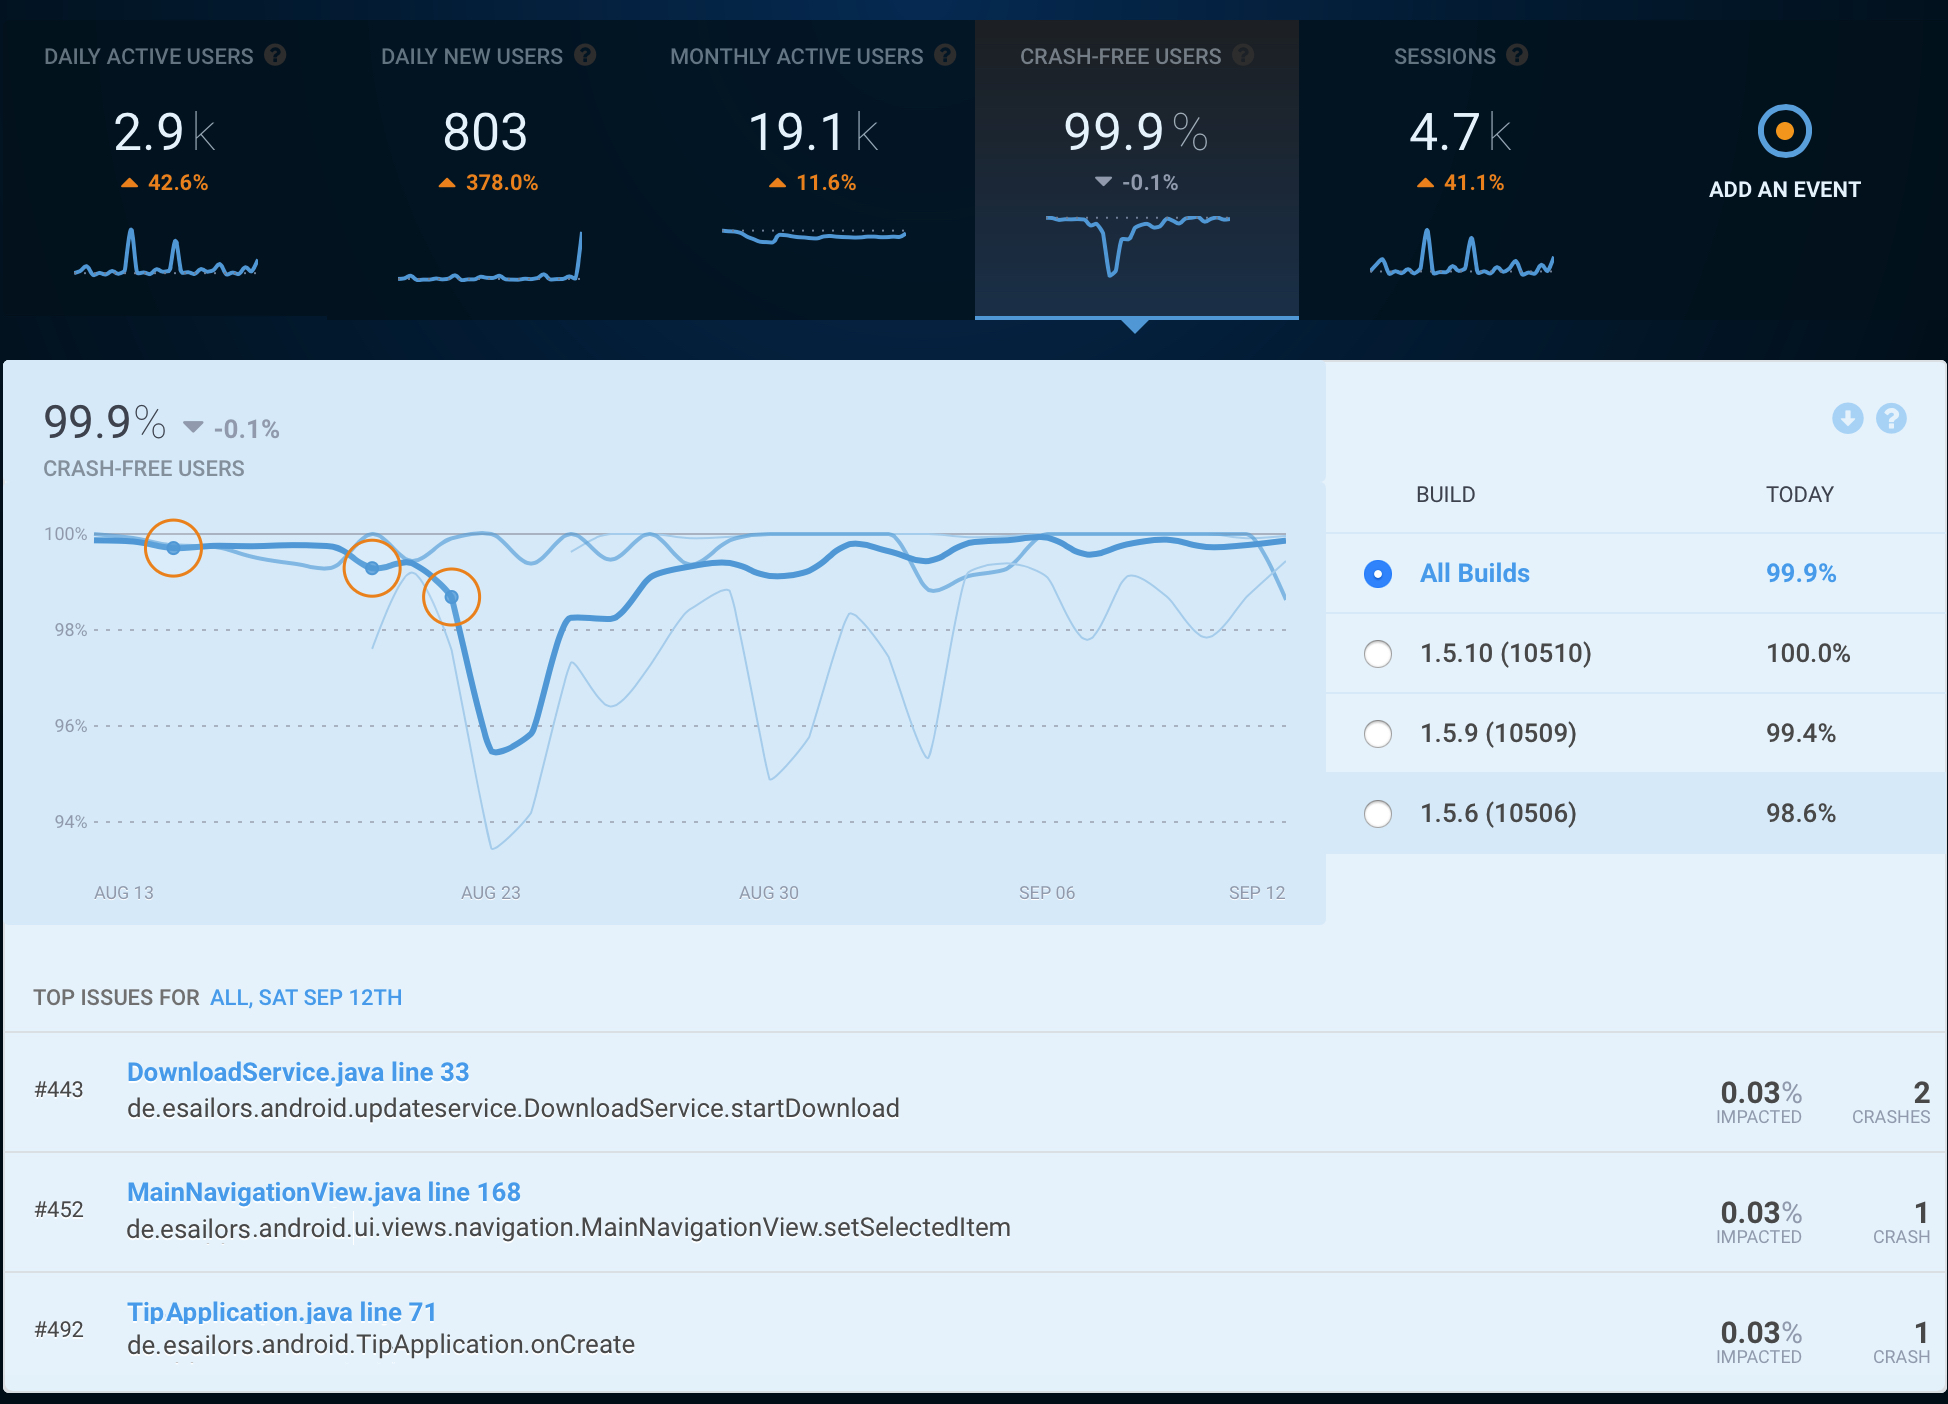 DAILY ACTIVE USERS ?
2.9k
42.6%
DAILY NEW USERS ?
803
378.0%
MONTHLY ACTIVE USERS ?
19.1k
11.6%
CRASH-FREE USERS ?
99.9%
-0.1%
SESSIONS ?
4.7k
41.1%
ADD AN EVENT
99.9% -0.1%
CRASH-FREE USERS
100%
98%
96%
94%
AUG 13 AUG 23 AUG 30 SEP 06 SEP 12
?
BUILD TODAY
All Builds 99.9%
1.5.10 (10510) 100.0%
1.5.9 (10509) 99.4%
1.5.6 (10506) 98.6%
TOP ISSUES FOR ALL, SAT SEP 12TH
#443
DownloadService.java line 33
de.esailors.android.updateservice.DownloadService.startDownload
0.03% 2
IMPACTED CRASHES
#452
MainNavigationView.java line 168
de.esailors.android.ui.views.navigation.MainNavigationView.setSelectedItem
0.03% 1
IMPACTED CRASH
#492
TipApplication.java line 71
de.esailors.android.TipApplication.onCreate
0.03% 1
IMPACTED CRASH